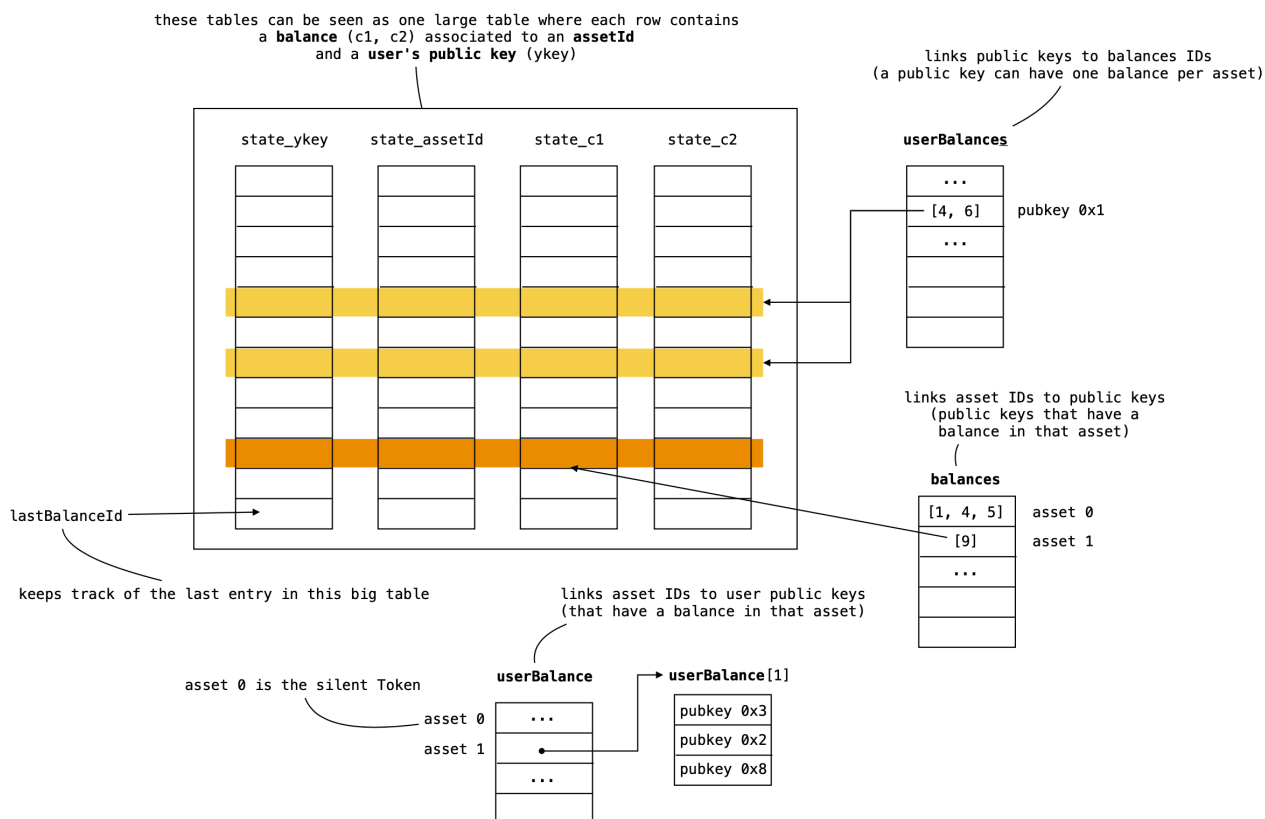 these tables can be seen as one large table where each row contains
a balance (c1, c2) associated to an assetId
and a user's public key (ykey)
links public keys to balances IDs
(a public key can have one balance per asset)
state_ykey
state_assetId
state_c1
state_c2
userBalances
...
[4, 6]
pubkey 0x1
...
links asset IDs to public keys
(public keys that have a
balance in that asset)
balances
[1, 4, 5]
asset 0
[9]
asset 1
...
lastBalanceId
keeps track of the last entry in this big table
links asset IDs to user public keys
(that have a balance in that asset)
userBalance
userBalance[1]
asset 0 is the silent Token
asset 0
...
asset 1
...
pubkey 0x3
pubkey 0x2
pubkey 0x8